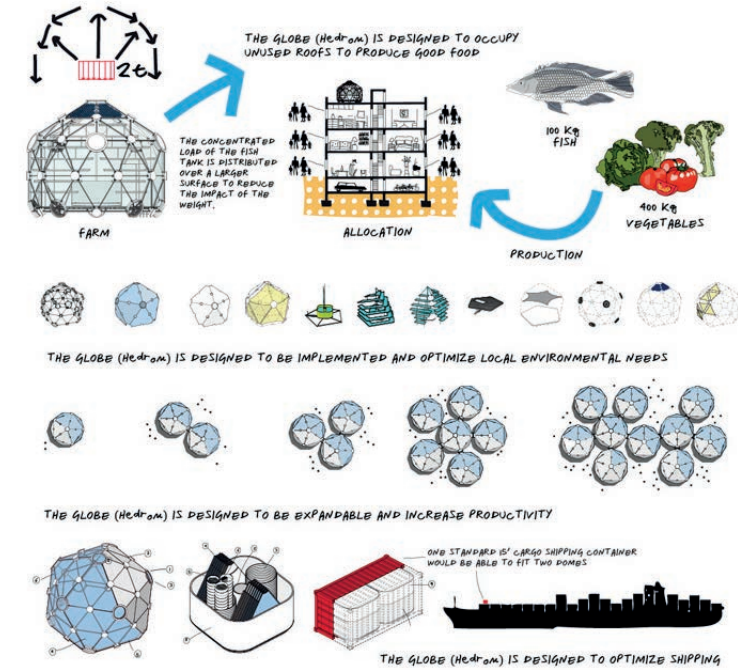 2t
THE GLOBE (HedroM) IS DESIGNED TO OCCUPY
UNUSED ROOFS TO PRODUCE GOOD FOOD
THE CONCENTRATED
LOAD OF THE FISH
TANK IS DISTRIBUTED
OVER A LARGER
SURFACE TO REDUCE
THE IMPACT OF THE
WEIGHT.
100 Kg
FISH
400 Kg
VEGETABLES
FARM
ALLOCATION
PRODUCTION
THE GLOBE (HedroM) IS DESIGNED TO BE IMPLEMENTED AND OPTIMIZE LOCAL ENVIRONMENTAL NEEDS
THE GLOBE (HedroM) IS DESIGNED TO BE EXPANDABLE AND INCREASE PRODUCTIVITY
ONE STANDARD 15' CARGO SHIPPING CONTAINER
WOULD BE ABLE TO FIT TWO DOMES
THE GLOBE (HedroM) IS DESIGNED TO OPTIMIZE SHIPPING